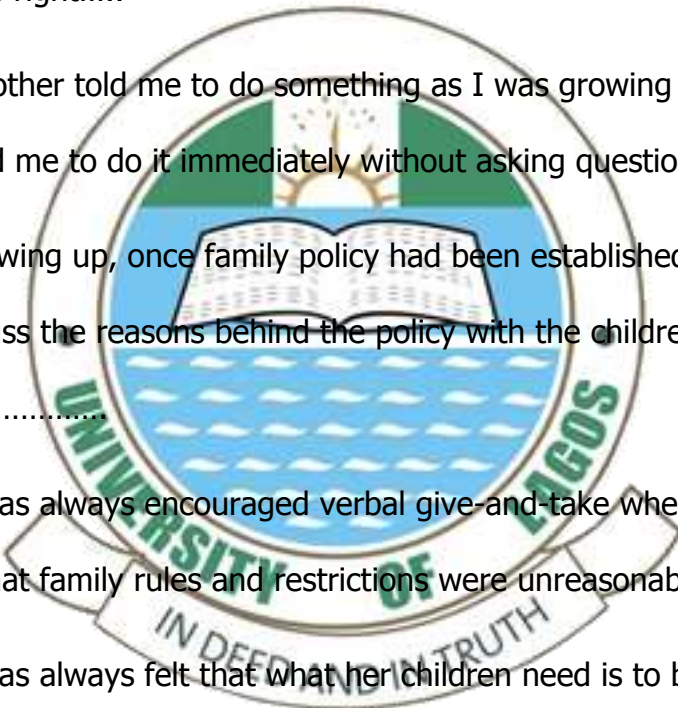 other told me to do something as I was growing
me to do it immediately without asking questio
wing up, once family policy had been established
ss the reasons behind the policy with the childre
………….
as always encouraged verbal give-and-take whe
at family rules and restrictions were unreasonab
as always felt that what her children need is to b
UNIVERSITY OF LAGOS
IN DEED AND IN TRUTH